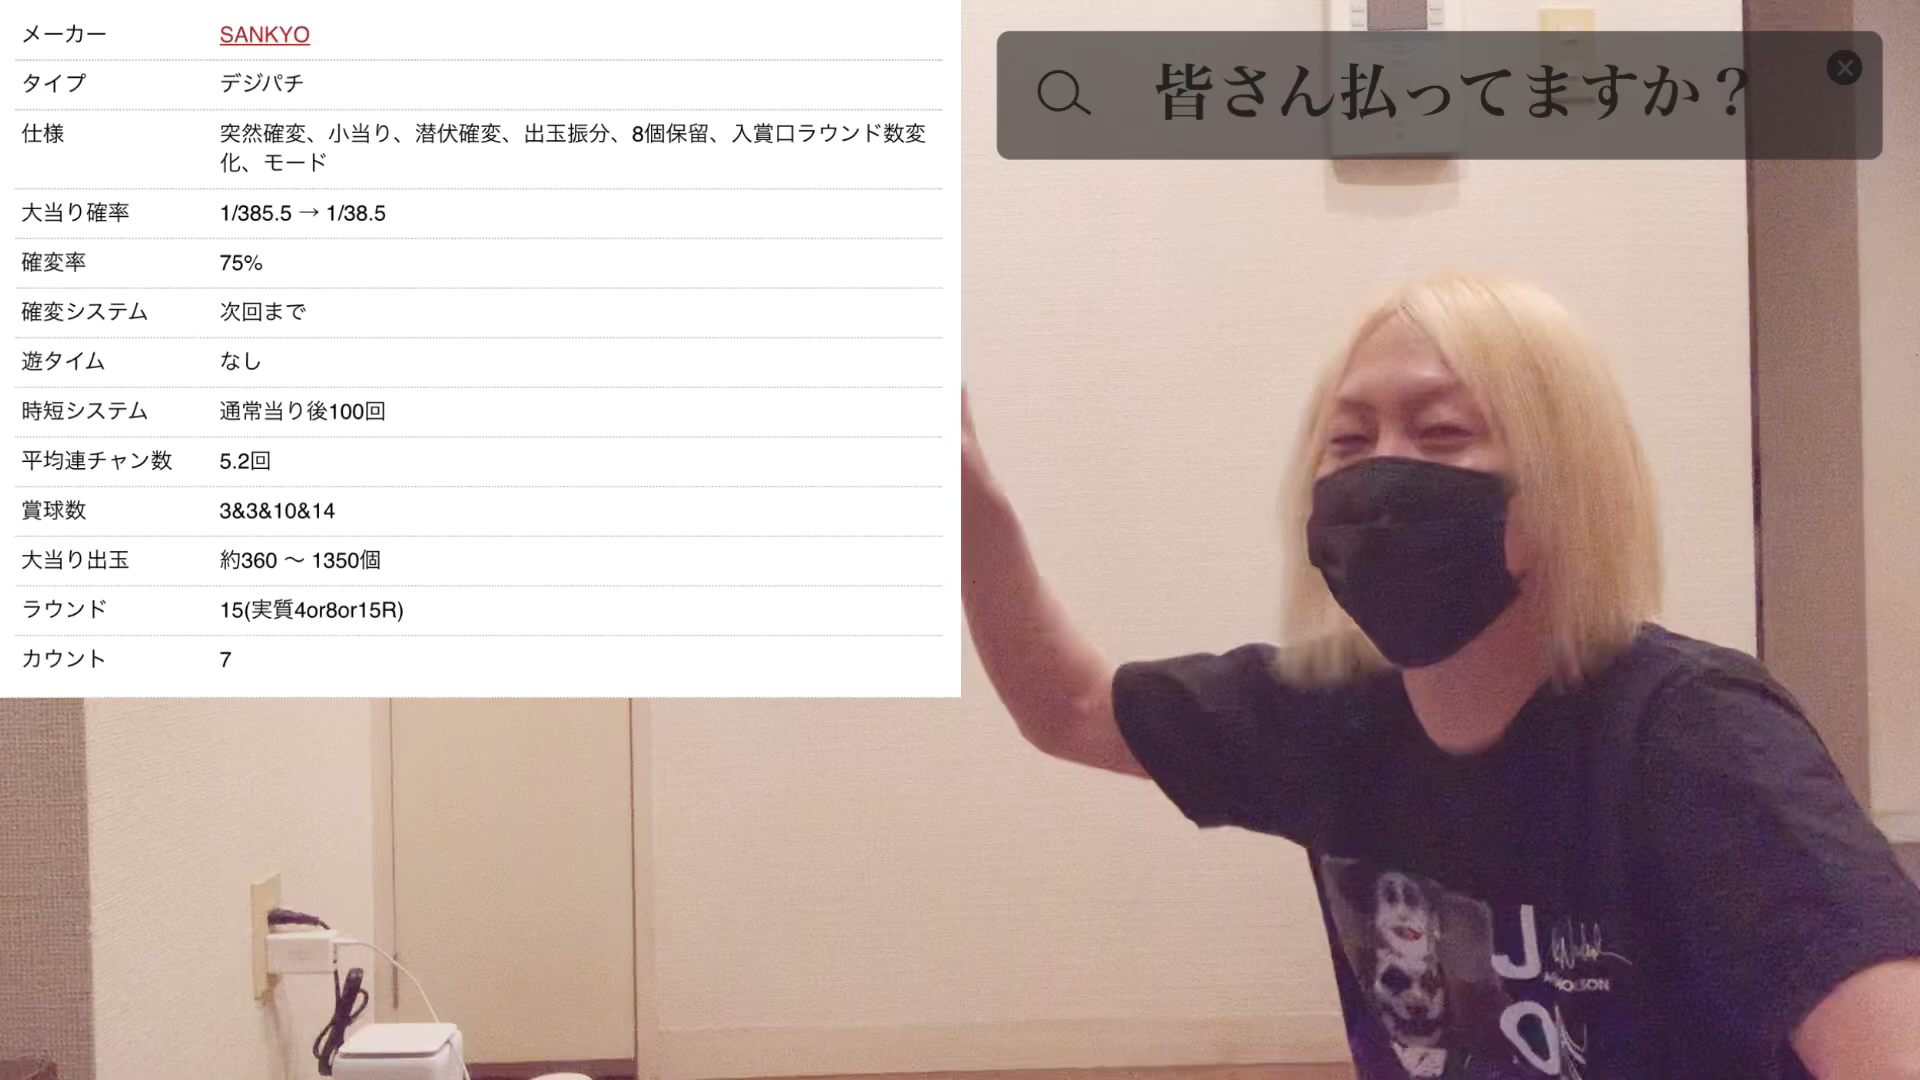 メーカー SANKYO
タイプ デジパチ
仕様 突然確変、小当り、潜伏確変、出玉振分、8個保留、入賞口ラウンド数変
化、モード
大当り確率 1/385.5 → 1/38.5
確変率 75%
確変システム 次回まで
遊タイム なし
時短システム 通常当り後100回
平均連チャン数 5.2回
賞球数 3&3&10&14
大当り出玉 約360 〜 1350個
ラウンド 15(実質4or8or15R)
カウント 7
皆さん払ってますか？
J
O